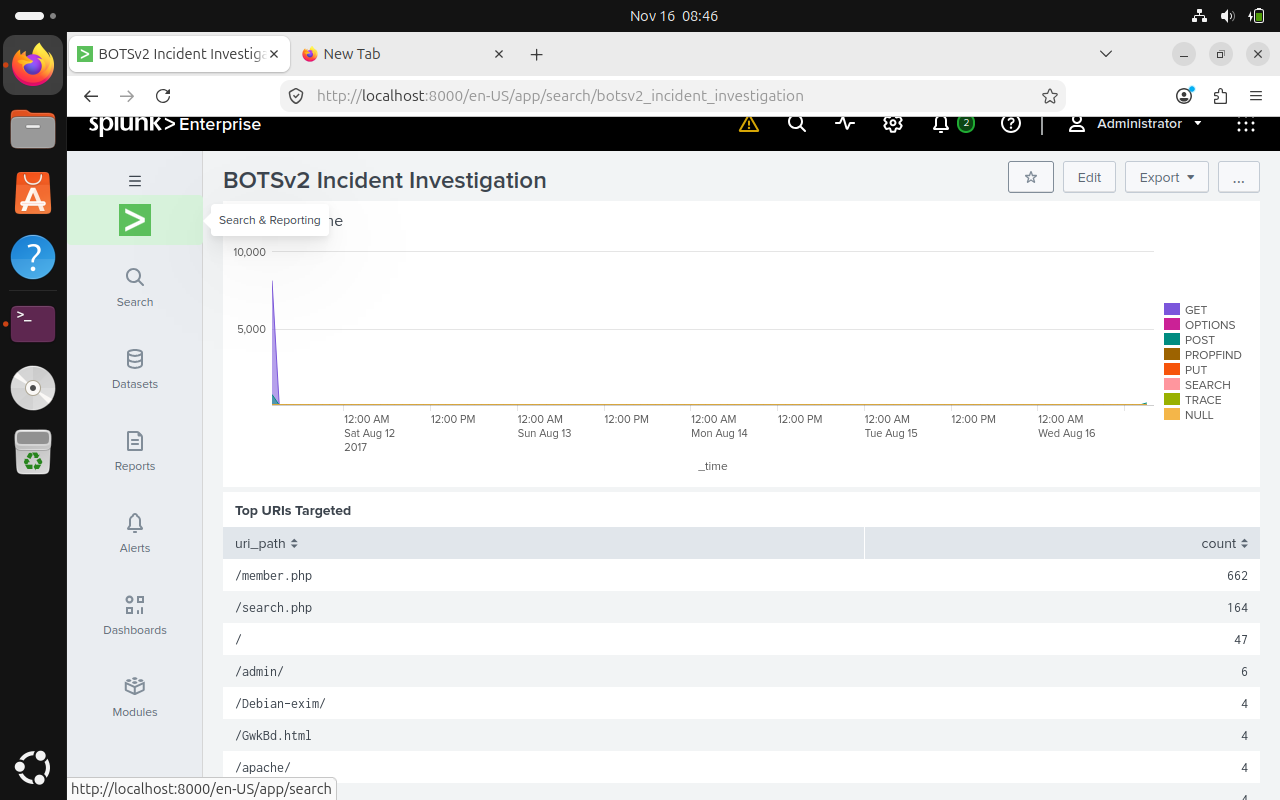 Nov 16 08:46
BOTSv2 Incident Investiga
New Tab
http://localhost:8000/en-US/app/search/botsv2_incident_investigation
splunk> Enterprise
2
Administrator
BOTSv2 Incident Investigation
Edit
Export
...
Search & Reporting
Search
Datasets
Reports
Alerts
Dashboards
Modules
10,000
5,000
12:00 AM
Sat Aug 12
2017
12:00 PM
12:00 AM
Sun Aug 13
12:00 PM
12:00 AM
Mon Aug 14
12:00 PM
12:00 AM
Tue Aug 15
12:00 PM
12:00 AM
Wed Aug 16
_time
GET
OPTIONS
POST
PROPFIND
PUT
SEARCH
TRACE
NULL
Top URIs Targeted
uri_path count
/member.php 662
/search.php 164
/ 47
/admin/ 6
/Debian-exim/ 4
/GwkBd.html 4
/apache/ 4
http://localhost:8000/en-US/app/search